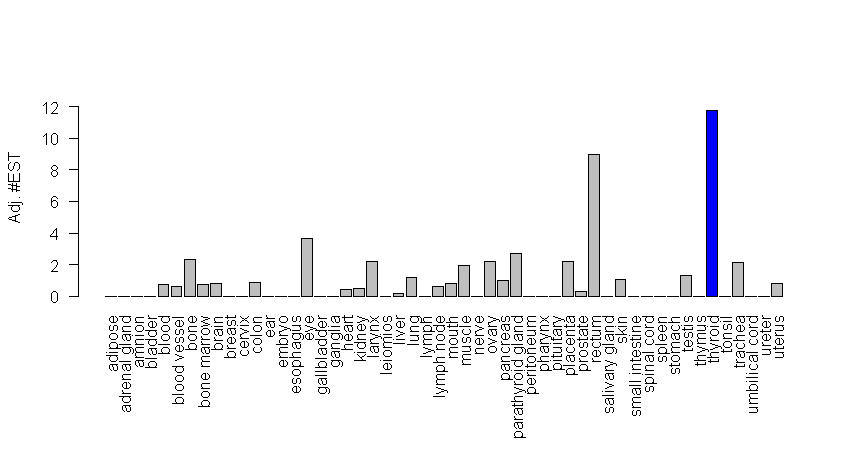 Adj. #EST
12
10
8
6
4
2
0
adipose
adrenal gland
amnion
bladder
blood
blood vessel
bone
bone marrow
brain
breast
cervix
colon
ear
embryo
esophagus
eye
gallbladder
ganglia
heart
kidney
larynx
leiomios
liver
lung
lymph
lymph node
mouth
muscle
nerve
ovary
pancreas
parathyroid gland
peritoneum
pharynx
pituitary
placenta
prostate
rectum
salivary gland
skin
small intestine
spinal cord
spleen
stomach
testis
thymus
thyroid
tonsil
trachea
umbilical cord
ureter
uterus